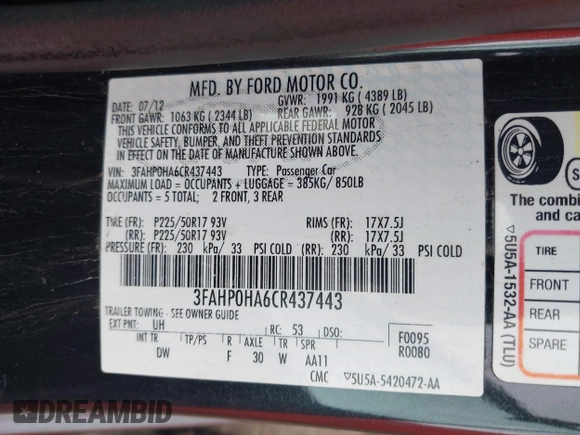 MFD. BY FORD MOTOR CO.
DATE: 07/12 GVWR: 1991 KG ( 4389 LB)
FRONT GAWR: 1063 KG ( 2344 LB) REAR GAWR: 928 KG ( 2045 LB)
THIS VEHICLE CONFORMS TO ALL APPLICABLE FEDERAL MOTOR
VEHICLE SAFETY, BUMPER, AND THEFT PREVENTION STANDARDS
IN EFFECT ON THE DATE OF MANUFACTURE SHOWN ABOVE.
VIN: 3FAHP0HA6CR437443 TYPE: Passenger Car
MAXIMUM LOAD = OCCUPANTS + LUGGAGE = 385KG/ 850LB
OCCUPANTS = 5 TOTAL; 2 FRONT, 3 REAR
TIRE (FR): P225/50R17 93V RIMS (FR): 17X7.5J
(RR): P225/50R17 93V (RR): 17X7.5J
PRESSURE (FR): 230 kPa/ 33 PSI COLD (RR): 230 kPa/ 33 PSI COLD
3FAHP0HA6CR437443
TRAILER TOWING - SEE OWNER GUIDE
EXT PNT: UH RC: 53 DSO: F0095
R0080
INT TR TP/PS R AXLE TR SPR
DW F 30 W AA11
CMC ▽5U5A-5420472-AA
The combin
and ca
▽5U5A-1532-AA (TLU)
TIRE
FRONT
REAR
SPARE
DREAMBID